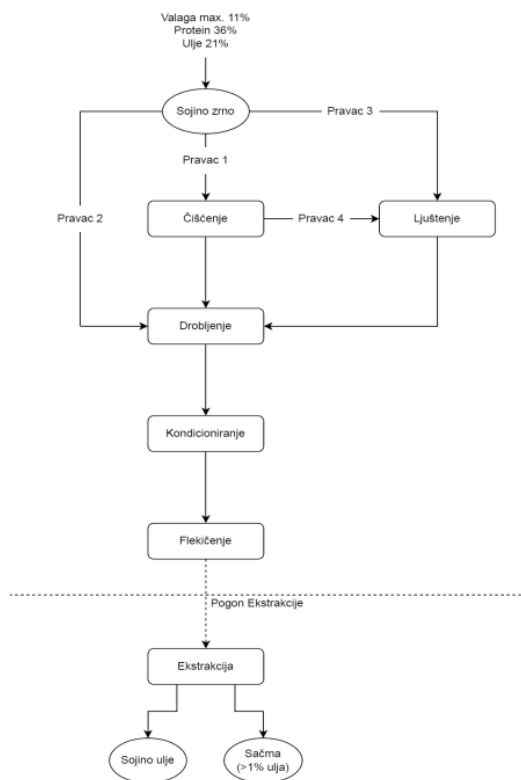 Valaga max. 11%
Protein 36%
Ulje 21%
Sojino zrno
Pravac 3
Pravac 1
Pravac 2
Čišćenje
Pravac 4
Ljuštenje
Drobljenje
Kondicioniranje
Flekičenje
Pogon Ekstrakcije
Ekstrakcija
Sojino ulje
Sačma
(>1% ulja)